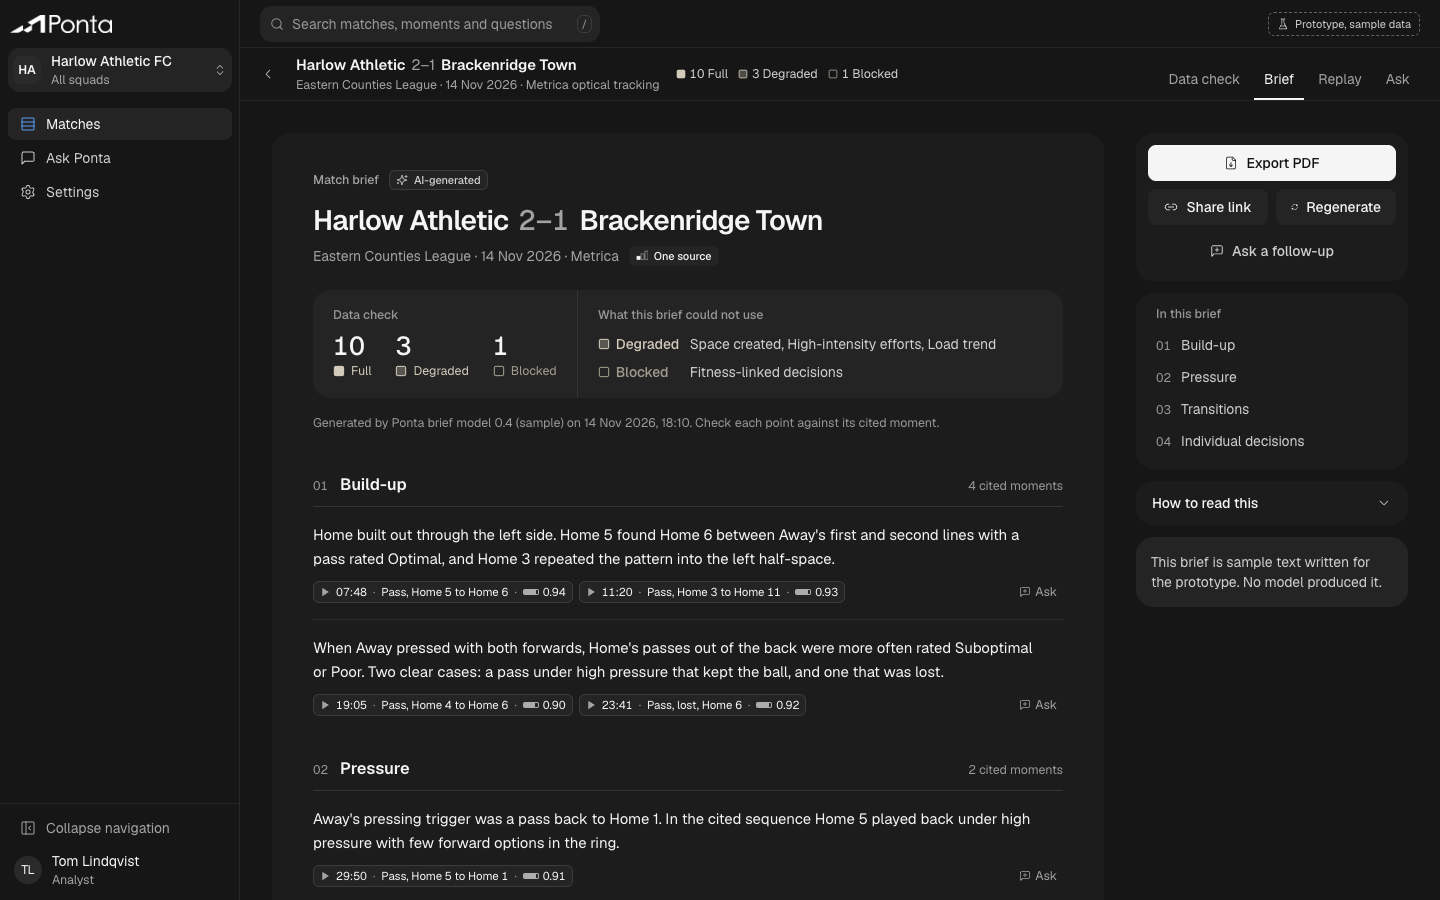 Ponta
Search matches, moments and questions /
Prototype, sample data
HA Harlow Athletic FC
All squads
Matches
Ask Ponta
Settings
Harlow Athletic 2–1 Brackenridge Town
Eastern Counties League · 14 Nov 2026 · Metrica optical tracking
10 Full 3 Degraded 1 Blocked
Data check Brief Replay Ask
Match brief AI-generated
Harlow Athletic 2–1 Brackenridge Town
Eastern Counties League · 14 Nov 2026 · Metrica One source
Data check
10 3 1
Full Degraded Blocked
What this brief could not use
Degraded Space created, High-intensity efforts, Load trend
Blocked Fitness-linked decisions
Generated by Ponta brief model 0.4 (sample) on 14 Nov 2026, 18:10. Check each point against its cited moment.
01 Build-up 4 cited moments
Home built out through the left side. Home 5 found Home 6 between Away's first and second lines with a
pass rated Optimal, and Home 3 repeated the pattern into the left half-space.
07:48 · Pass, Home 5 to Home 6 · 0.94 11:20 · Pass, Home 3 to Home 11 · 0.93 Ask
When Away pressed with both forwards, Home's passes out of the back were more often rated Suboptimal
or Poor. Two clear cases: a pass under high pressure that kept the ball, and one that was lost.
19:05 · Pass, Home 4 to Home 6 · 0.90 23:41 · Pass, lost, Home 6 · 0.92 Ask
02 Pressure 2 cited moments
Away's pressing trigger was a pass back to Home 1. In the cited sequence Home 5 played back under high
pressure with few forward options in the ring.
29:50 · Pass, Home 5 to Home 1 · 0.91 Ask
Export PDF
Share link Regenerate
Ask a follow-up
In this brief
01 Build-up
02 Pressure
03 Transitions
04 Individual decisions
How to read this
This brief is sample text written for
the prototype. No model produced it.
Collapse navigation
TL Tom Lindqvist
Analyst